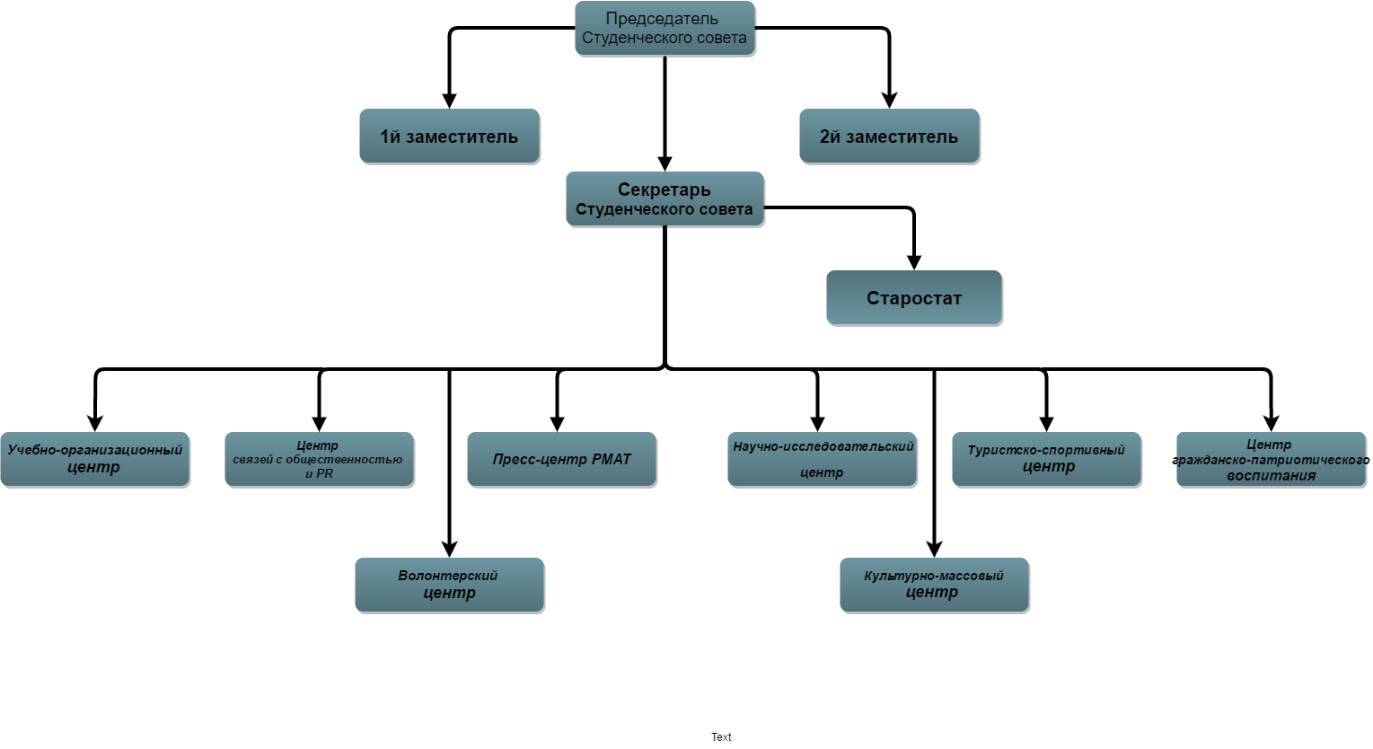 Председатель
Студенческого совета
1й заместитель
2й заместитель
Секретарь
Студенческого совета
Старостат
Учебно-организационный
центр
Центр
связей с общественностью
и PR
Пресс-центр РМАТ
Научно-исследовательский
центр
Туристско-спортивный
центр
Центр
гражданско-патриотического
воспитания
Волонтерский
центр
Культурно-массовый
центр
Text